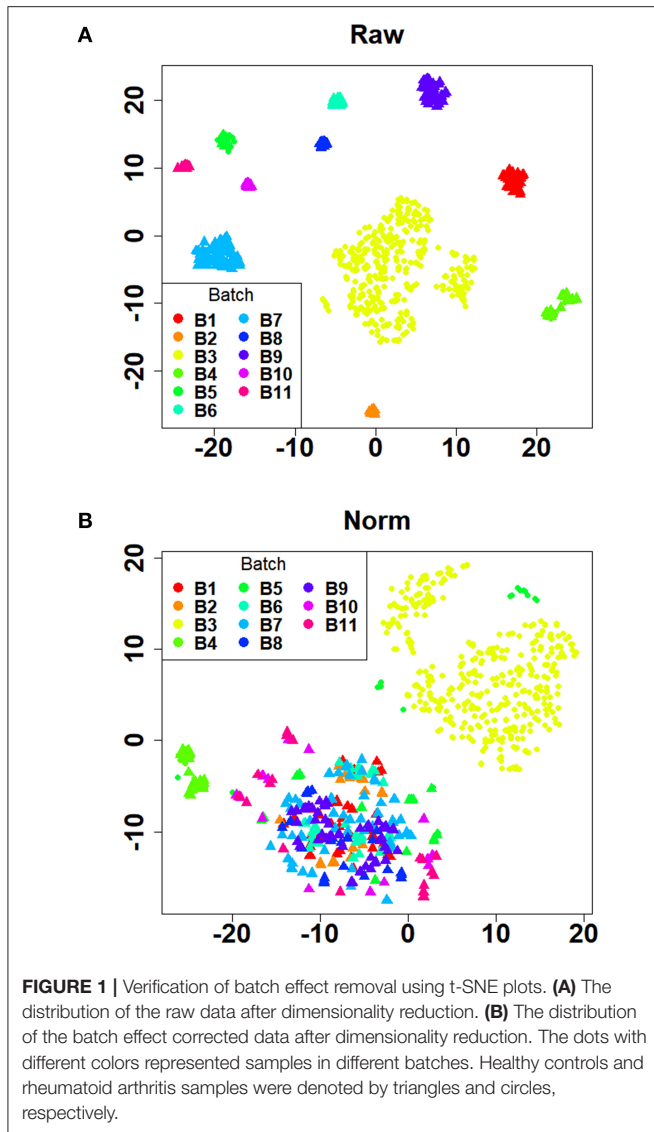 A
Raw
20
10
0
-10
-20
Batch
B1 B7
B2 B8
B3 B9
B4 B10
B5 B11
B6
-20 -10 0 10 20
B
Norm
20
10
0
-10
Batch
B1 B5 B9
B2 B6 B10
B3 B7 B11
B4 B8
-20 -10 0 10 20
FIGURE 1 | Verification of batch effect removal using t-SNE plots. (A) The
distribution of the raw data after dimensionality reduction. (B) The distribution
of the batch effect corrected data after dimensionality reduction. The dots with
different colors represented samples in different batches. Healthy controls and
rheumatoid arthritis samples were denoted by triangles and circles,
respectively.